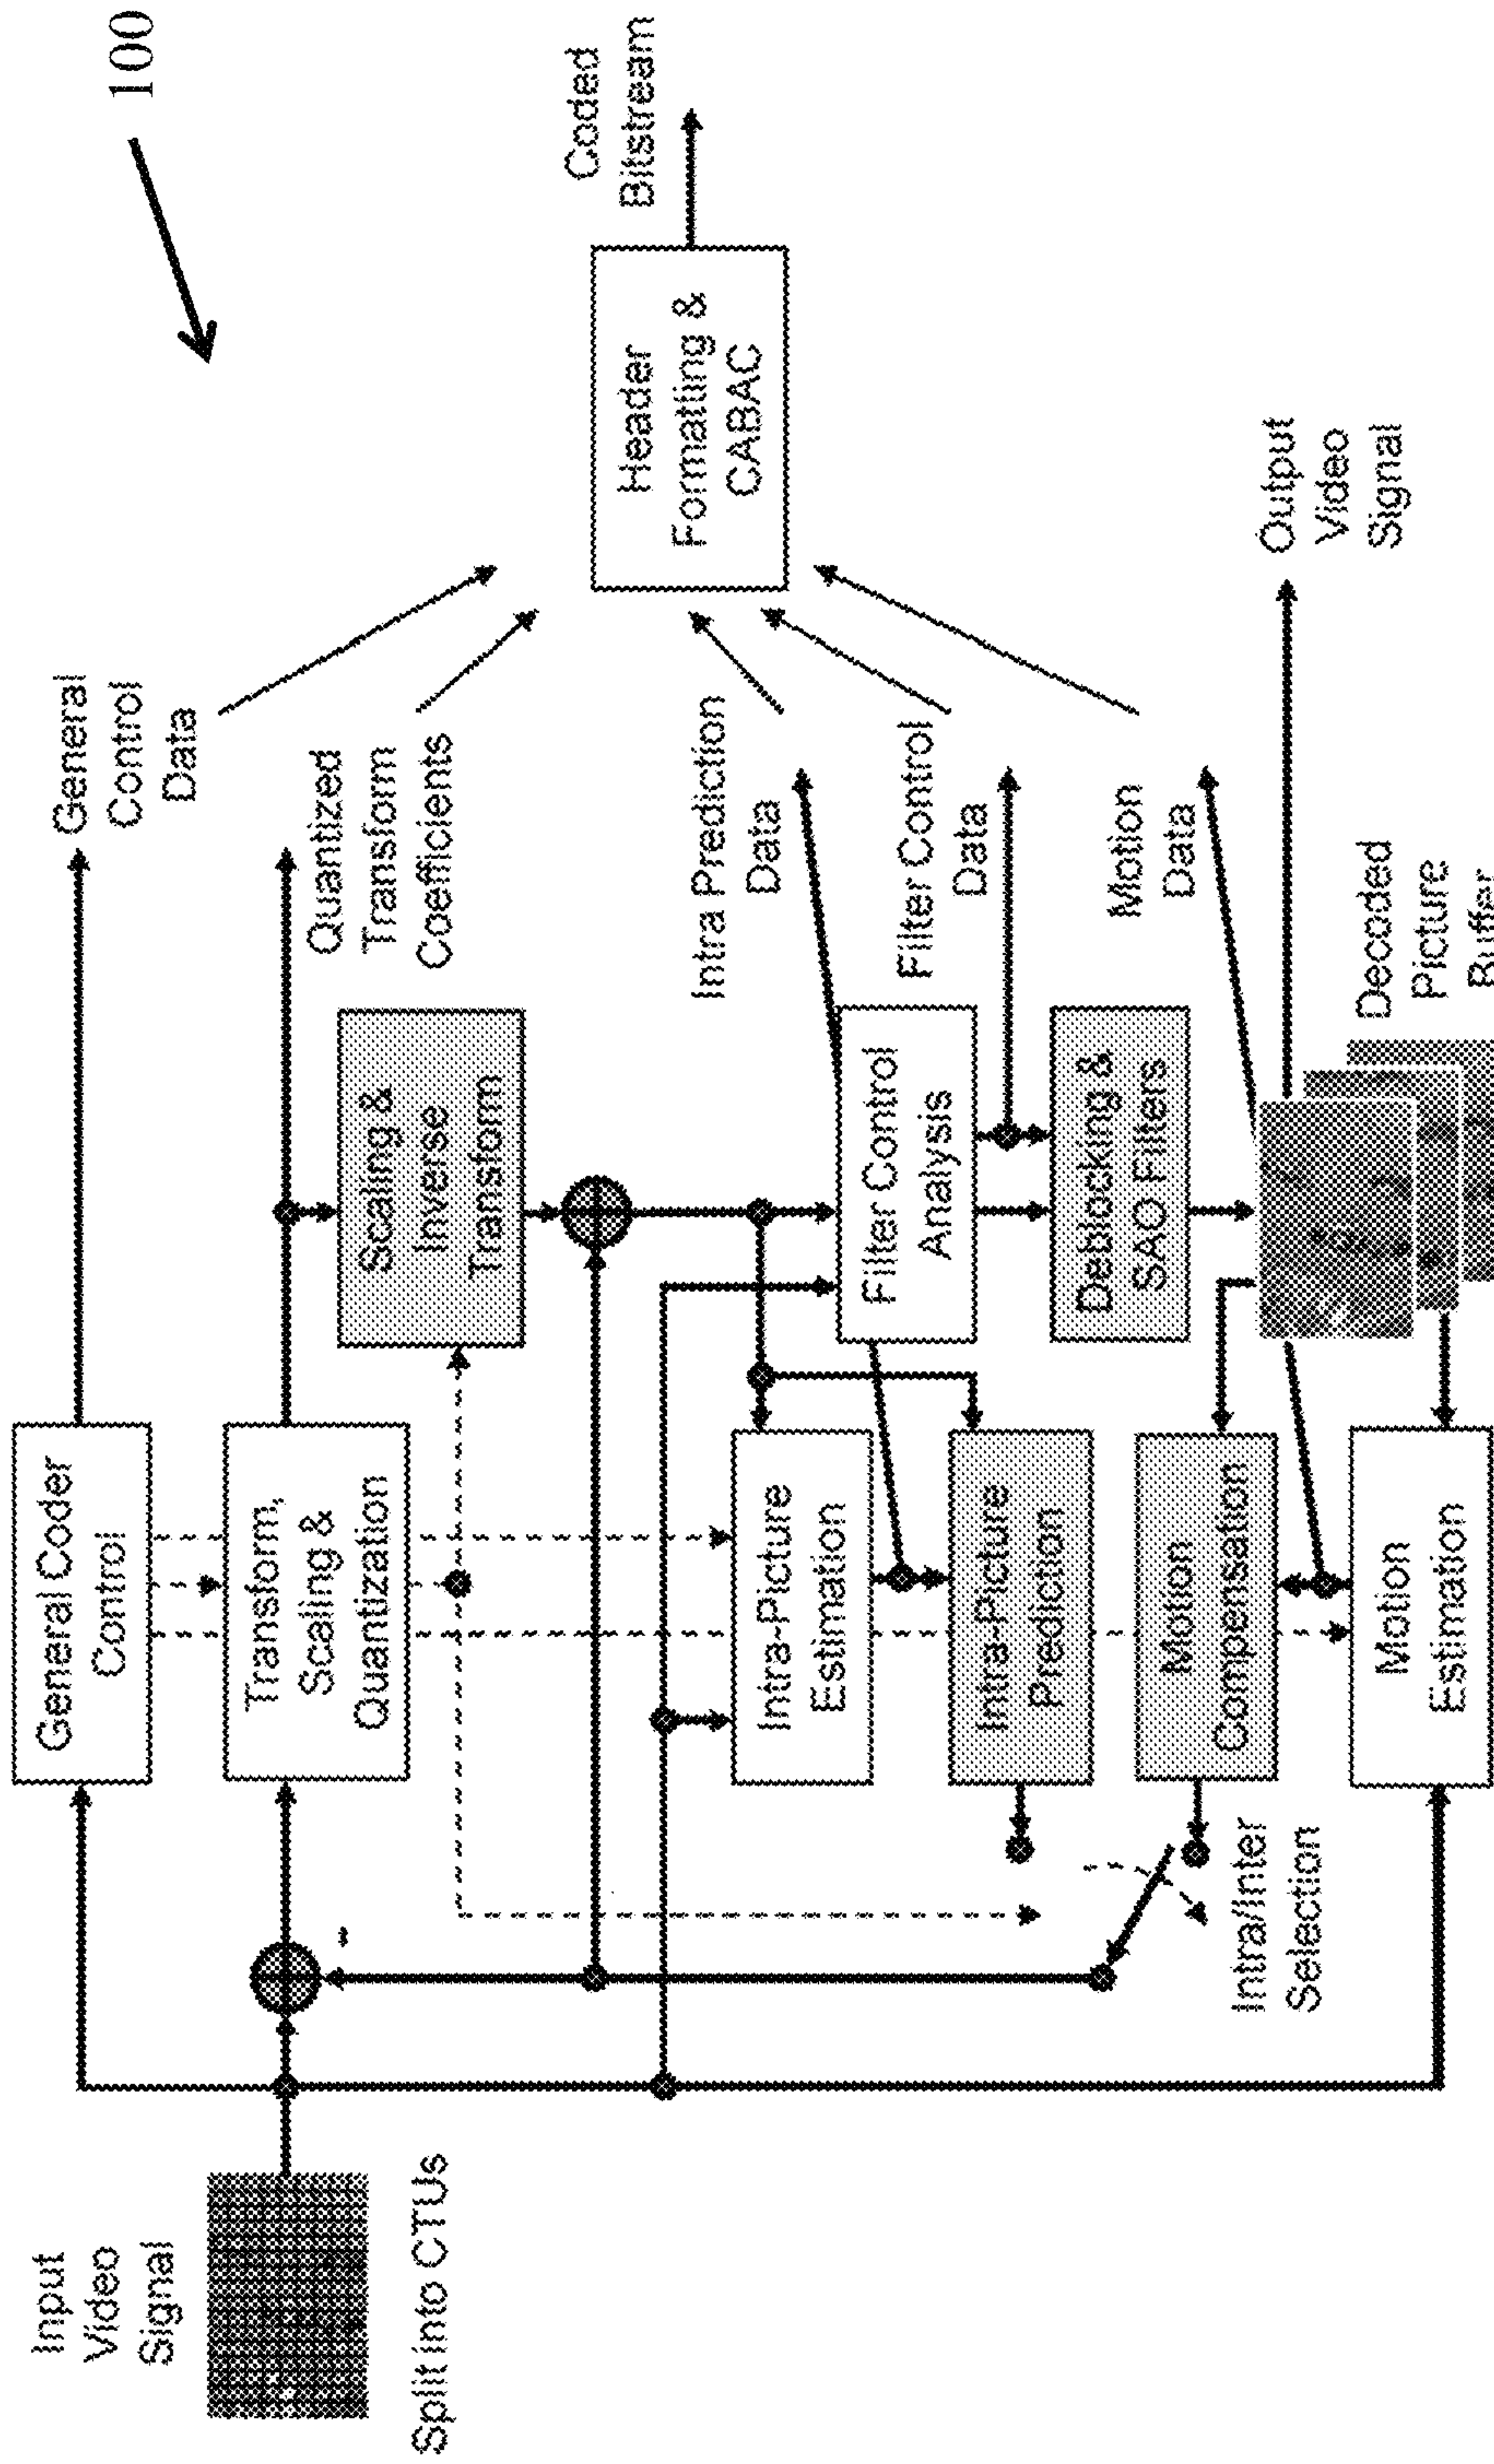 100
Input
Video
Signal
Split into CTUs
General Coder
Control
Transform,
Scaling &
Quantization
General
Control
Data
Quantized
Transform
Coefficients
Scaling &
Inverse
Transform
Header
Formatting &
CABAC
Coded
Bitstream
Intra-Picture
Estimation
Intra-Picture
Prediction
Filter Control
Analysis
Intra Prediction
Data
Filter Control
Data
Deblocking &
SAO Filters
Motion
Compensation
Motion
Estimation
Intra/Inter
Selection
Motion
Data
Output
Video
Signal
Decoded
Picture
Buffer